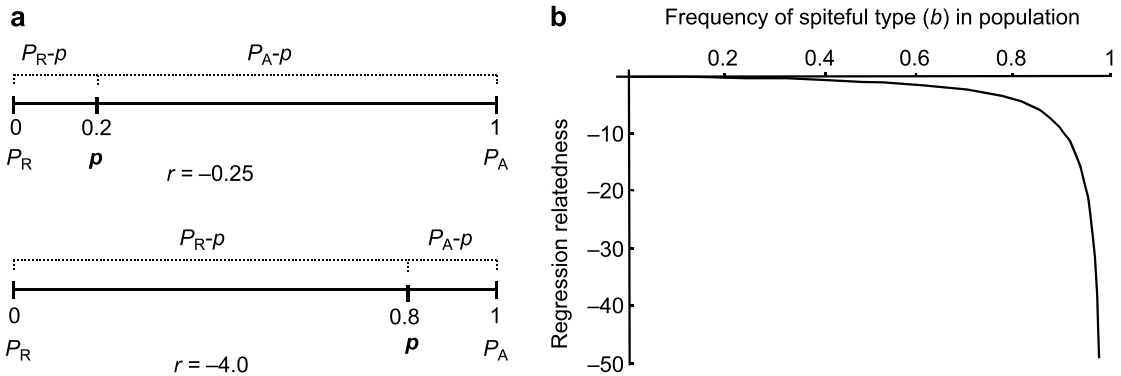 a
P_R-p P_A-p
0 0.2 1
P_R p P_A
r = –0.25
P_R-p P_A-p
0 0.8 1
P_R p P_A
r = –4.0
b
Frequency of spiteful type (b) in population
0.2 0.4 0.6 0.8 1
Regression relatedness
–10
–20
–30
–40
–50